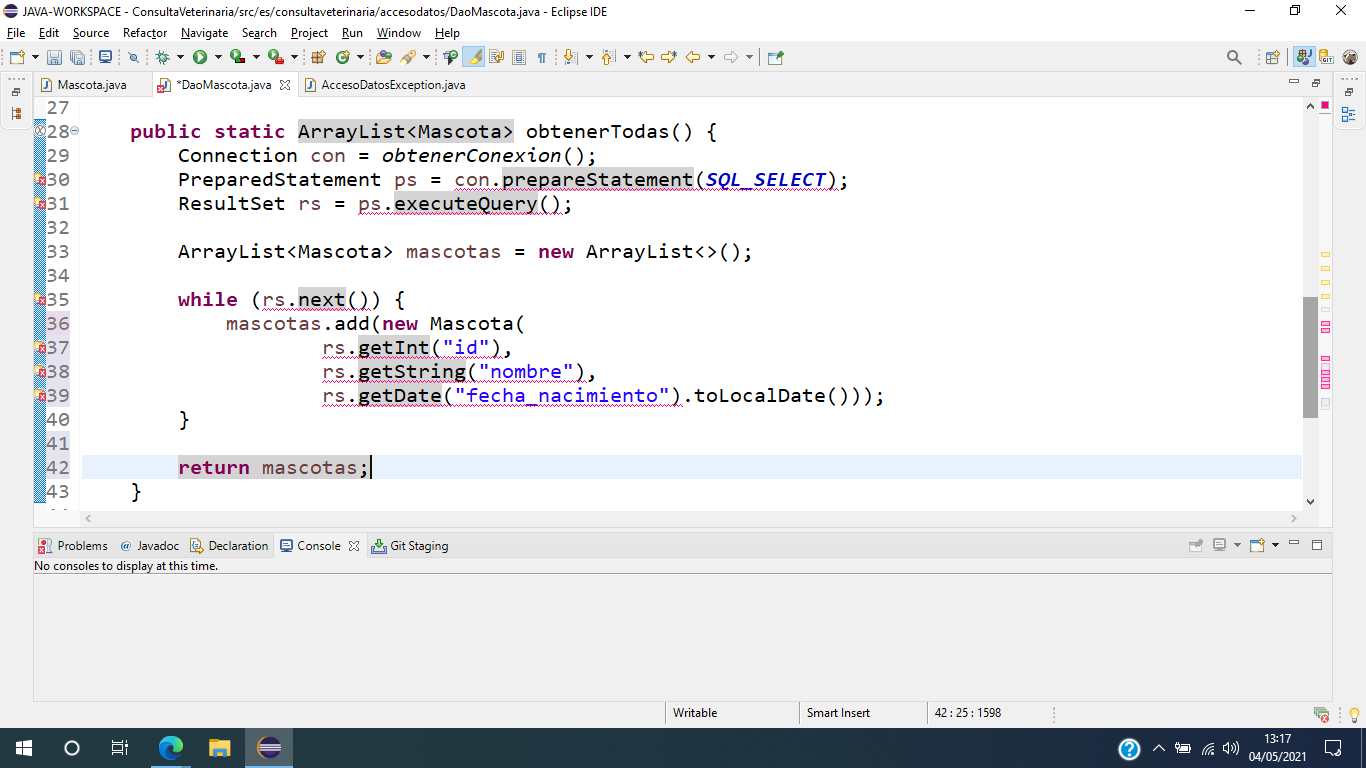 JAVA-WORKSPACE - ConsultaVeterinaria/src/es/consultaveterinaria/accesodatos/DaoMascota.java - Eclipse IDE
File Edit Source Refactor Navigate Search Project Run Window Help
Mascota.java *DaoMascota.java AccesoDatosException.java
27
28 public static ArrayList<Mascota> obtenerTodas() {
29 Connection con = obtenerConexion();
30 PreparedStatement ps = con.prepareStatement(SQL_SELECT);
31 ResultSet rs = ps.executeQuery();
32
33 ArrayList<Mascota> mascotas = new ArrayList<>();
34
35 while (rs.next()) {
36 mascotas.add(new Mascota(
37 rs.getInt("id"),
38 rs.getString("nombre"),
39 rs.getDate("fecha_nacimiento").toLocalDate()));
40 }
41
42 return mascotas;
43 }
Problems @ Javadoc Declaration Console Git Staging
No consoles to display at this time.
Writable Smart Insert 42 : 25 : 1598
13:17
04/05/2021